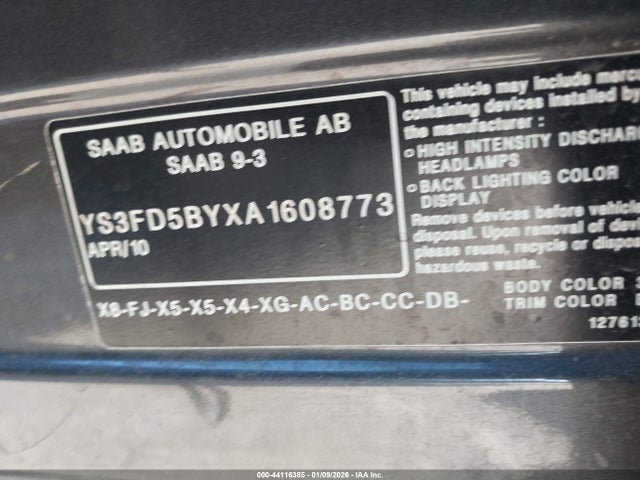 SAAB AUTOMOBILE AB
SAAB 9-3
YS3FD5BYXA1608773
APR/10
X8-FJ-X5-X5-X4-XG-AC-BC-CC-DB-
This vehicle may include
containing devices installed by
the manufacturer :
HIGH INTENSITY
HEADLAMPS
BACK LIGHTING COLOR
DISPLAY
Remove devices before vehicle
disposal. Upon removal of
please reuse, recycle or
hazardous waste.
BODY COLOR
TRIM COLOR
000-44116385 - 01/09/2026 - IAA Inc.